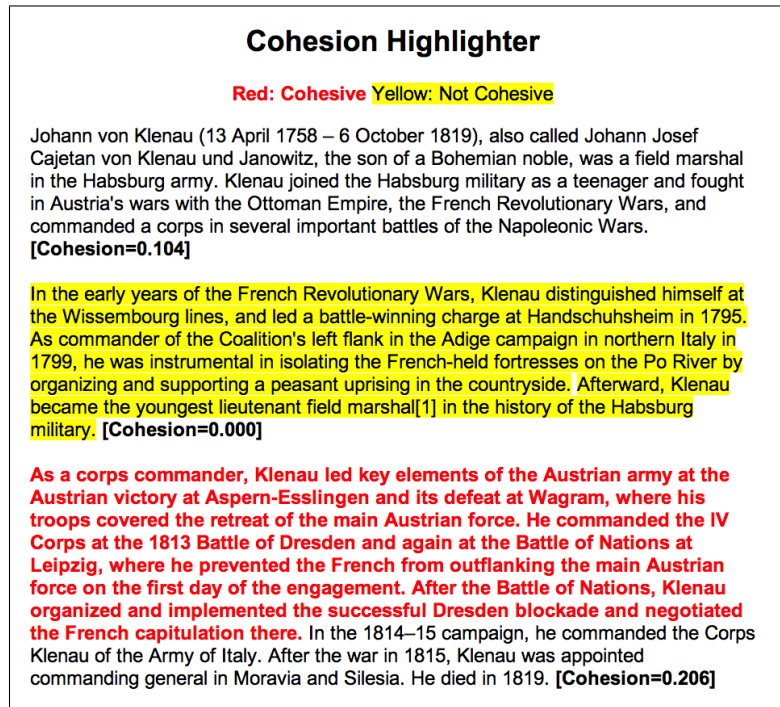 Cohesion Highlighter
Red: Cohesive Yellow: Not Cohesive
Johann von Klenau (13 April 1758 – 6 October 1819), also called Johann Josef
Cajetan von Klenau und Janowitz, the son of a Bohemian noble, was a field marshal
in the Habsburg army. Klenau joined the Habsburg military as a teenager and fought
in Austria's wars with the Ottoman Empire, the French Revolutionary Wars, and
commanded a corps in several important battles of the Napoleonic Wars.
[Cohesion=0.104]
In the early years of the French Revolutionary Wars, Klenau distinguished himself at
the Wissembourg lines, and led a battle-winning charge at Handschuhsheim in 1795.
As commander of the Coalition's left flank in the Adige campaign in northern Italy in
1799, he was instrumental in isolating the French-held fortresses on the Po River by
organizing and supporting a peasant uprising in the countryside. Afterward, Klenau
became the youngest lieutenant field marshal[1] in the history of the Habsburg
military. [Cohesion=0.000]
As a corps commander, Klenau led key elements of the Austrian army at the
Austrian victory at Aspern-Esslingen and its defeat at Wagram, where his
troops covered the retreat of the main Austrian force. He commanded the IV
Corps at the 1813 Battle of Dresden and again at the Battle of Nations at
Leipzig, where he prevented the French from outflanking the main Austrian
force on the first day of the engagement. After the Battle of Nations, Klenau
organized and implemented the successful Dresden blockade and negotiated
the French capitulation there. In the 1814–15 campaign, he commanded the Corps
Klenau of the Army of Italy. After the war in 1815, Klenau was appointed
commanding general in Moravia and Silesia. He died in 1819. [Cohesion=0.206]